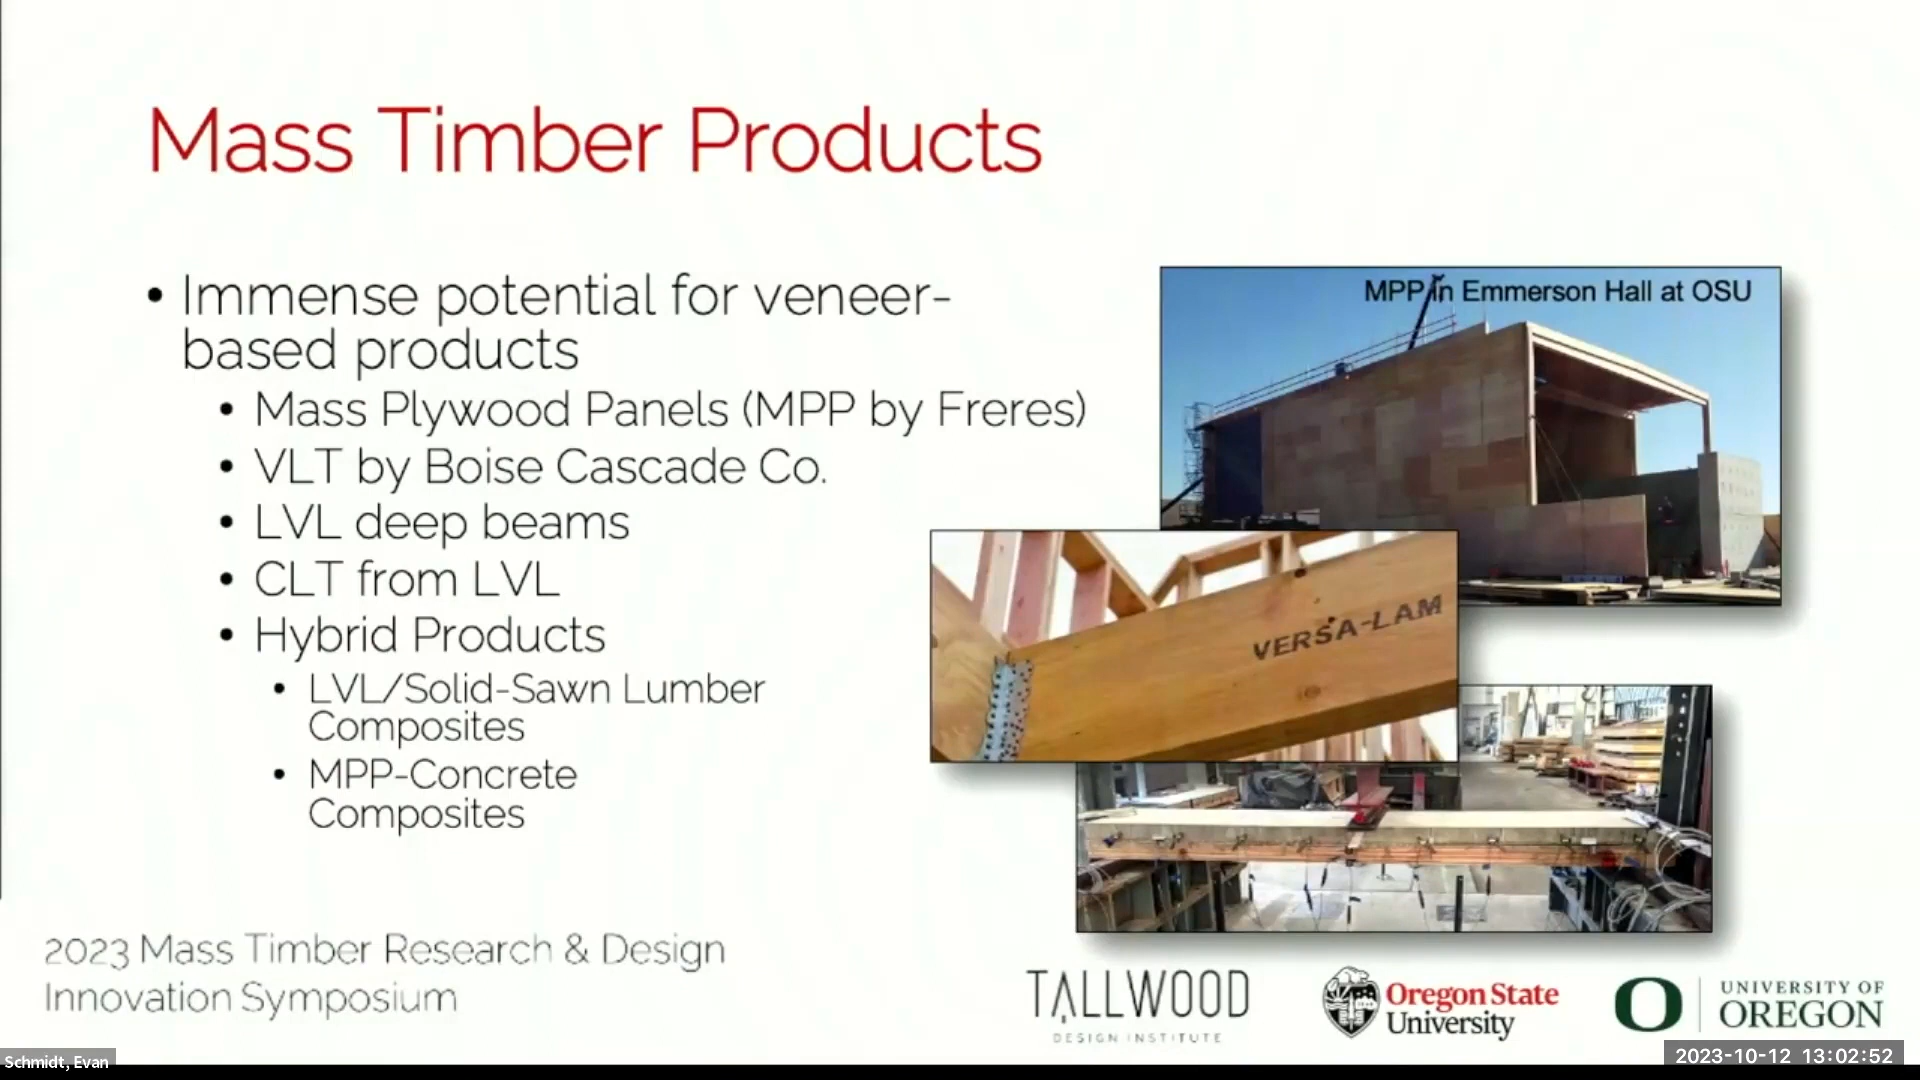 Mass Timber Products
• Immense potential for veneer-
based products
• Mass Plywood Panels (MPP by Freres)
• VLT by Boise Cascade Co.
• LVL deep beams
• CLT from LVL
• Hybrid Products
• LVL/Solid-Sawn Lumber
Composites
• MPP-Concrete
Composites
MPP in Emmerson Hall at OSU
VERSA-LAM
2023 Mass Timber Research & Design
Innovation Symposium
TALLWOOD
DESIGN INSTITUTE
Oregon State
University
UNIVERSITY OF
OREGON
Schmidt, Evan
2023-10-12 13:02:52